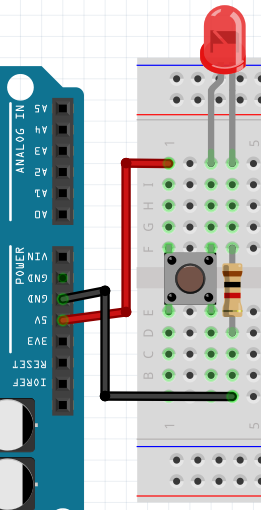 ANALOG IN
A5
A4
A3
A2
A1
A0
POWER
VIN
GND
GND
5V
3V3
RESET
IOREF
1
5
I
H
G
F
E
D
C
B
1
5